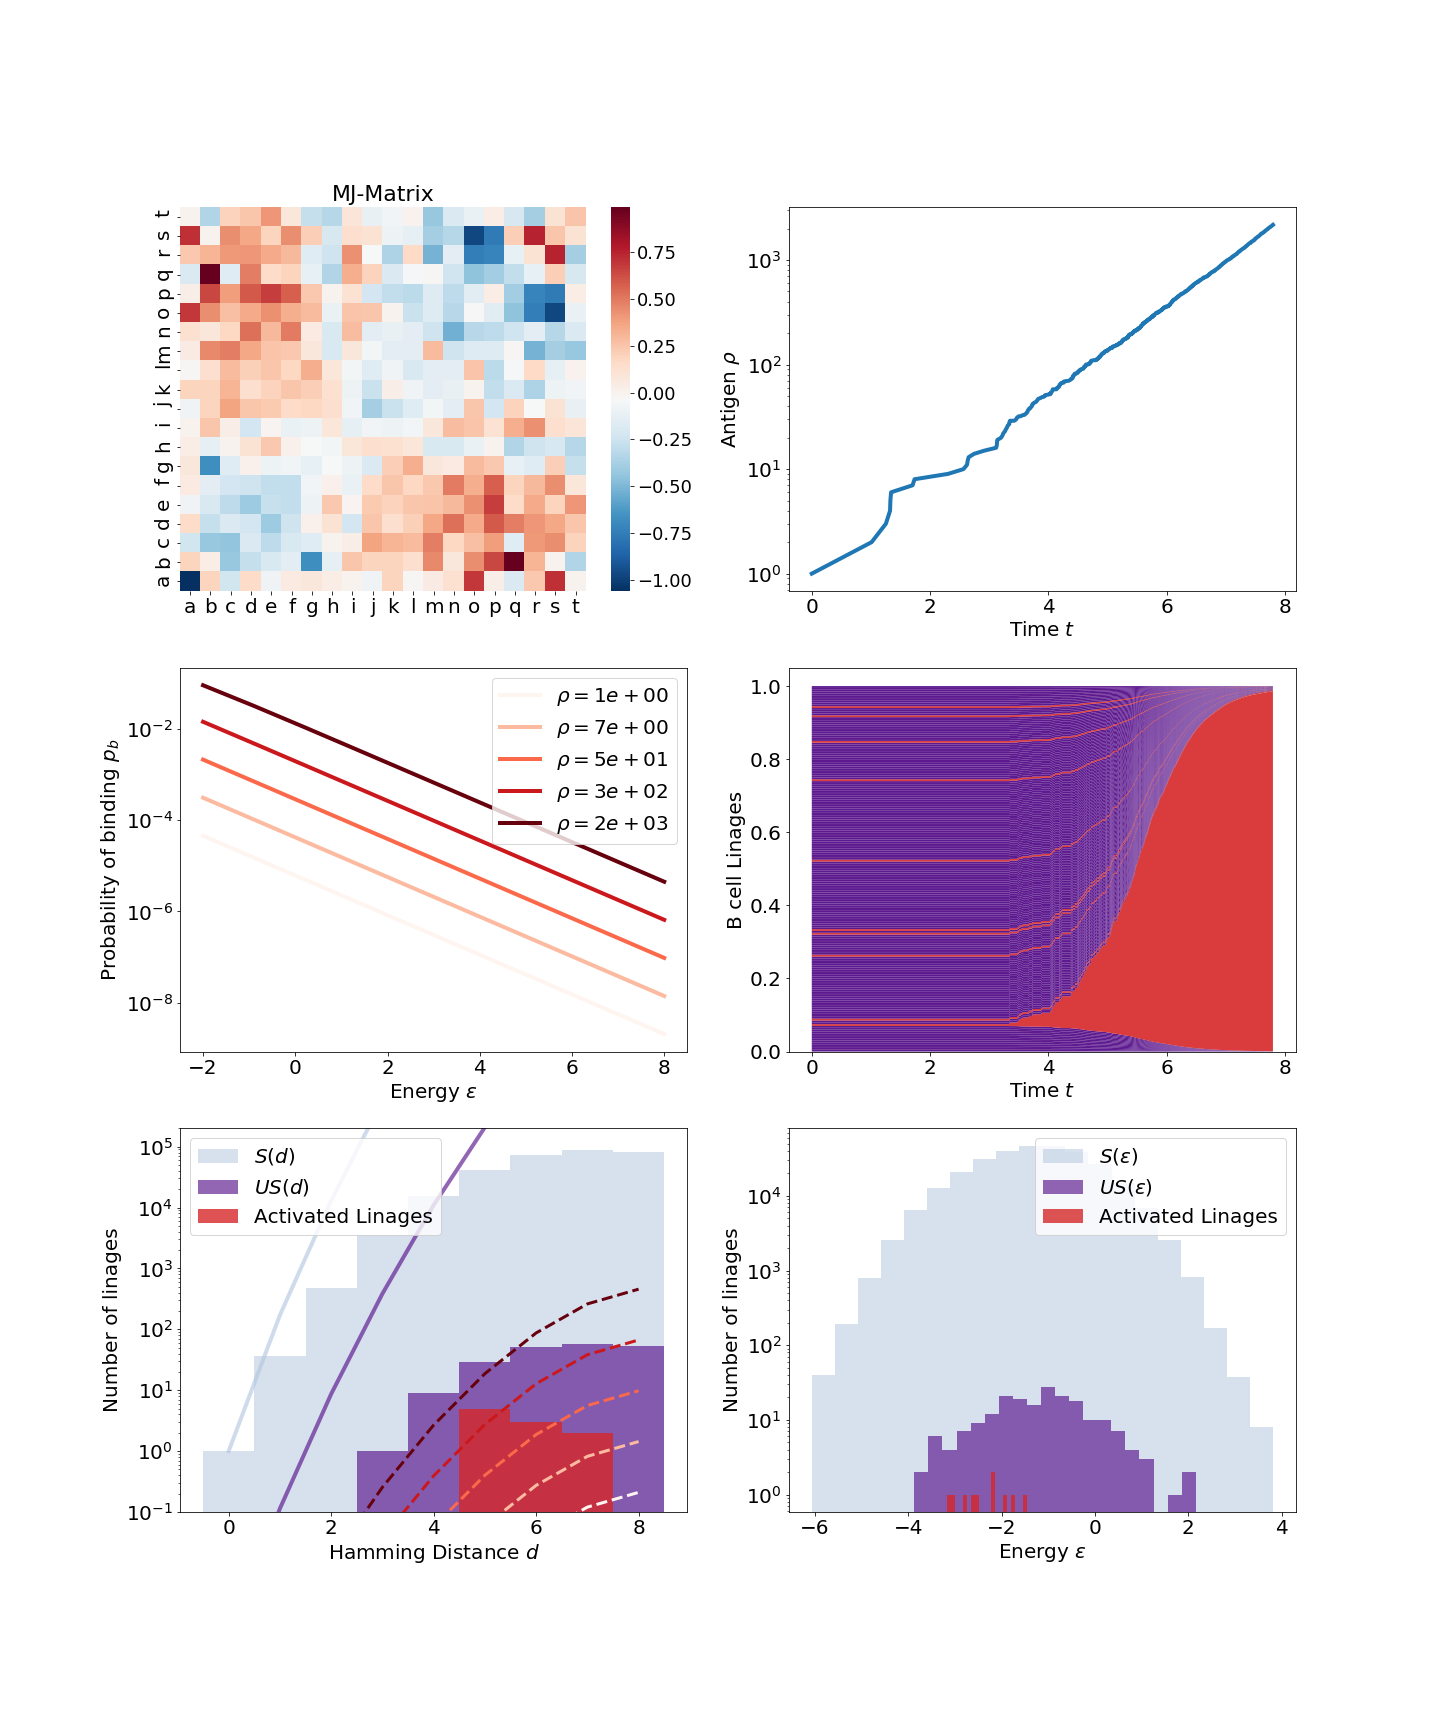 MJ-Matrix
t
s
r
q
p
o
n
m
l
k
j
i
h
g
f
e
d
c
b
a
a b c d e f g h i j k l m n o p q r s t
0.75
0.50
0.25
0.00
−0.25
−0.50
−0.75
−1.00
Antigen ρ
10³
10²
10¹
10⁰
0 2 4 6 8
Time t
Probability of binding p_b
10⁻²
10⁻⁴
10⁻⁶
10⁻⁸
ρ = 1e + 00
ρ = 7e + 00
ρ = 5e + 01
ρ = 3e + 02
ρ = 2e + 03
−2 0 2 4 6 8
Energy ε
B cell Linages
1.0
0.8
0.6
0.4
0.2
0.0
0 2 4 6 8
Time t
Number of linages
10⁵
10⁴
10³
10²
10¹
10⁰
10⁻¹
S(d)
US(d)
Activated Linages
0 2 4 6 8
Hamming Distance d
Number of linages
10⁴
10³
10²
10¹
10⁰
S(ε)
US(ε)
Activated Linages
−6 −4 −2 0 2 4
Energy ε